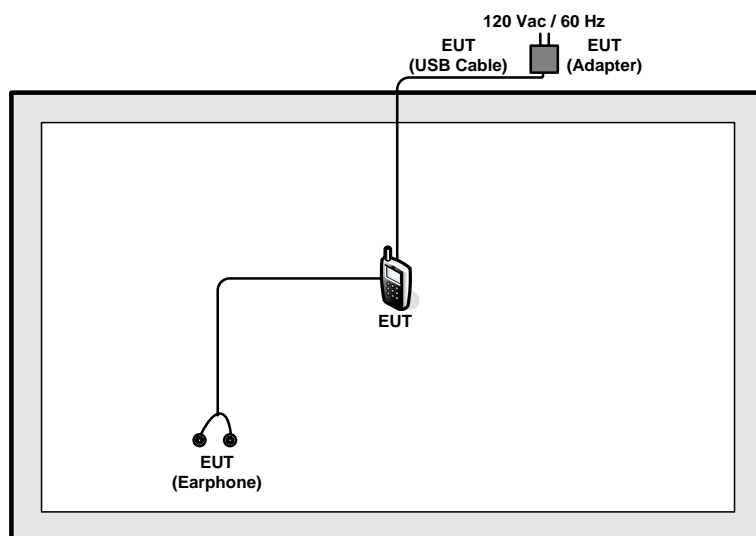 120 Vac / 60 Hz
EUT
(USB Cable)
EUT
(Adapter)
EUT
EUT
(Earphone)